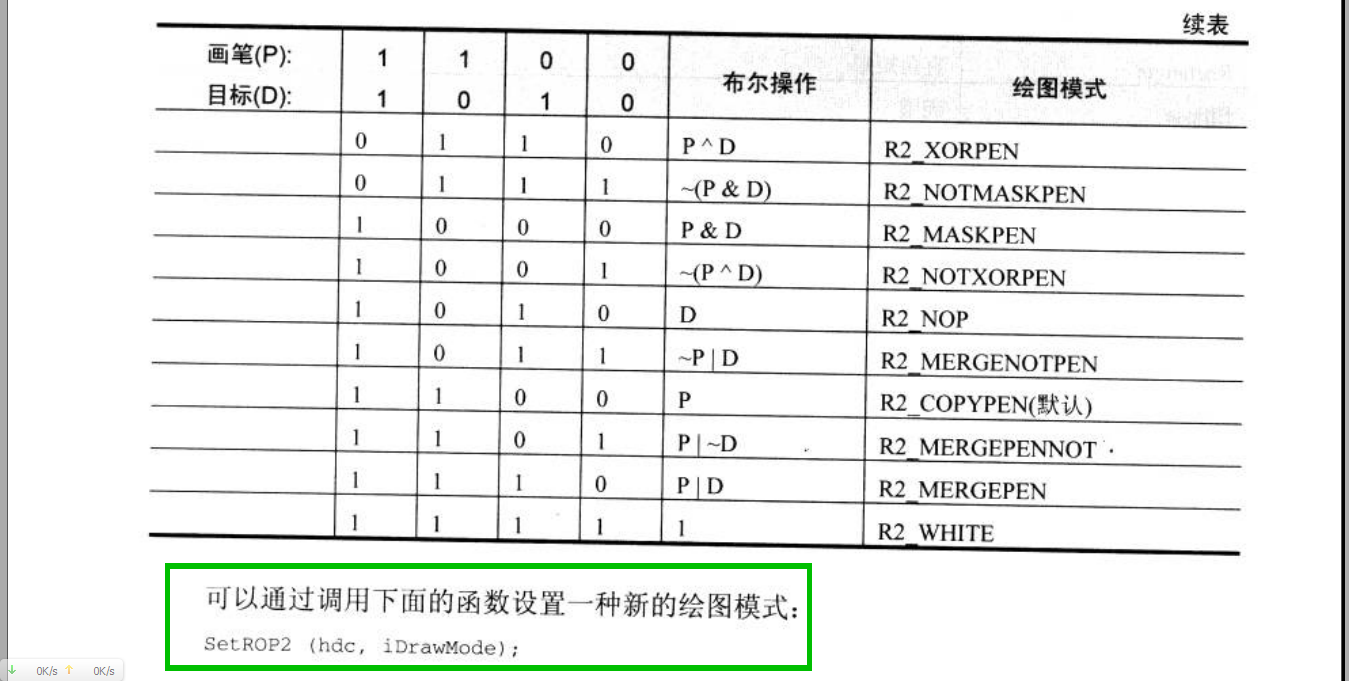 续表
画笔(P): 1 1 0 0 布尔操作 绘图模式
目标(D): 1 0 1 0
0 1 1 0 P ^ D R2_XORPEN
0 1 1 1 ~(P & D) R2_NOTMASKPEN
1 0 0 0 P & D R2_MASKPEN
1 0 0 1 ~(P ^ D) R2_NOTXORPEN
1 0 1 0 D R2_NOP
1 0 1 1 ~P | D R2_MERGENOTPEN
1 1 0 0 P R2_COPYPEN(默认)
1 1 0 1 P | ~D R2_MERGEPENNOT
1 1 1 0 P | D R2_MERGEPEN
1 1 1 1 1 R2_WHITE
可以通过调用下面的函数设置一种新的绘图模式：
SetROP2 (hdc, iDrawMode);
↓ 0K/s ↑ 0K/s